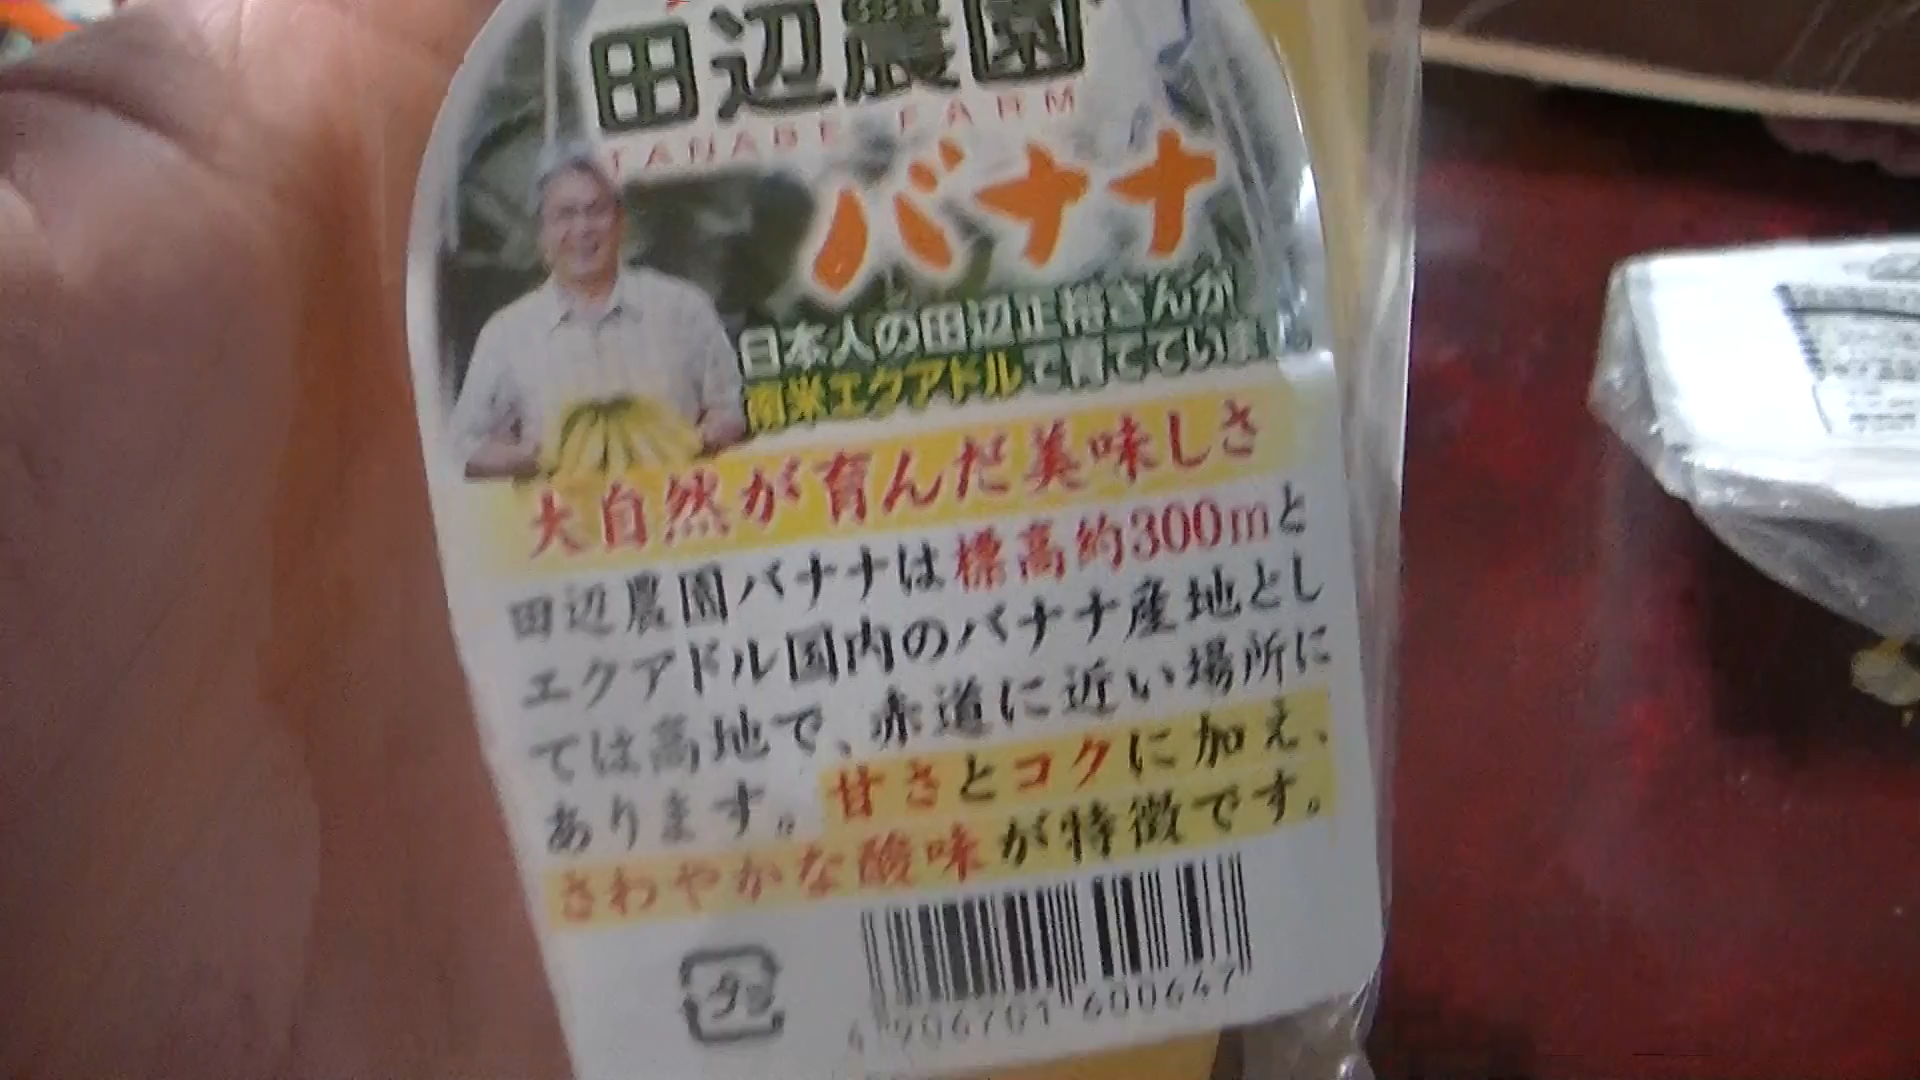 田辺農園
TANABE FARM
バナナ
日本人の田辺正裕さんが
南米エクアドルで育てています
大自然が育んだ美味しさ
田辺農園バナナは標高約300mと
エクアドル国内のバナナ産地とし
ては高地で、赤道に近い場所に
あります。甘さとコクに加え、
さわやかな酸味が特徴です。
プラ
4 906701 600647